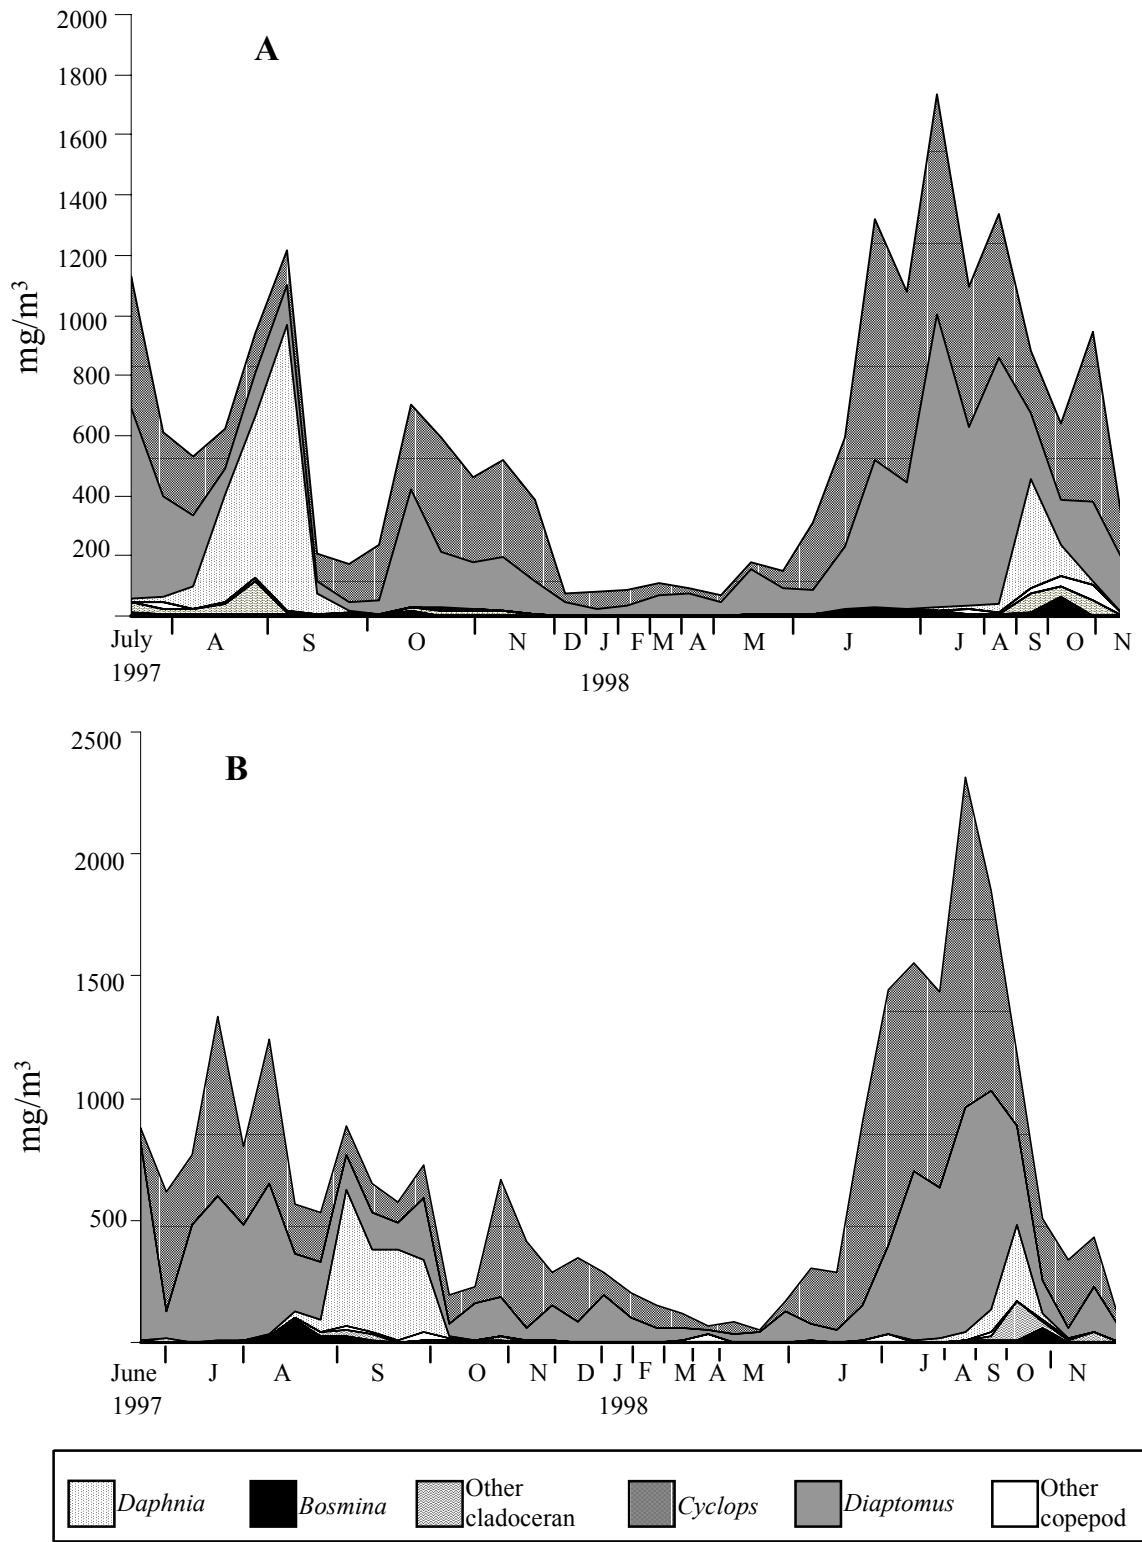 2000
A
1800
1600
1400
1200
1000
800
600
400
200
mg/m³
July A S O N D J F M A M J J A S O N
1997 1998
2500
B
2000
1500
1000
500
mg/m³
June J A S O N D J F M A M J J A S O N
1997 1998
Daphnia Bosmina Other cladoceran Cyclops Diaptomus Other copepod